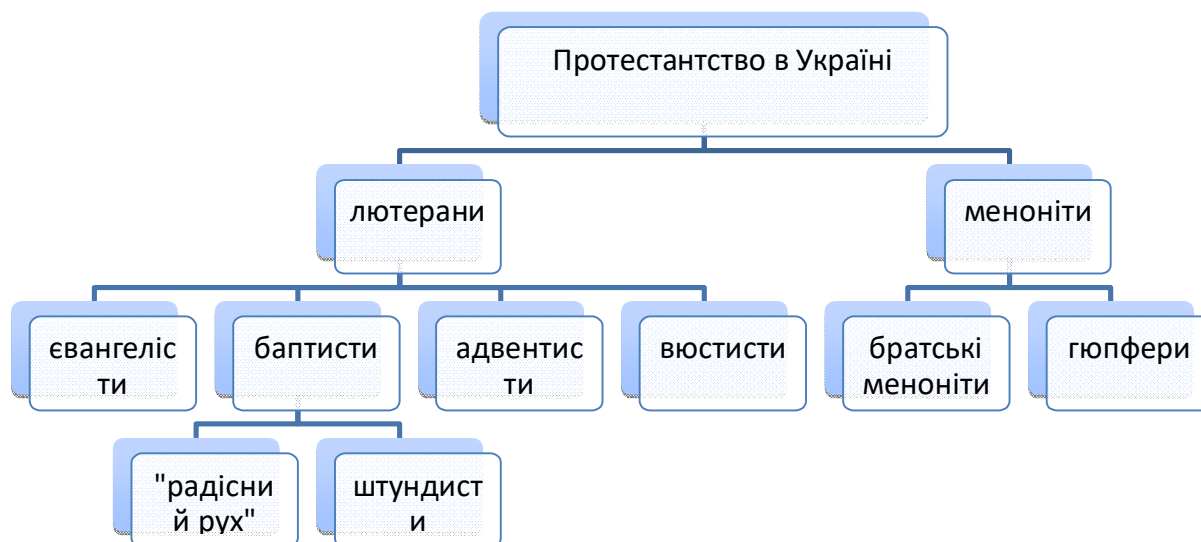 Протестантство в Україні
лютерани
меноніти
євангеліс
ти
баптисти
адвентис
ти
вюстисти
братські
меноніти
гюпфери
"радісни
й рух"
штундист
и